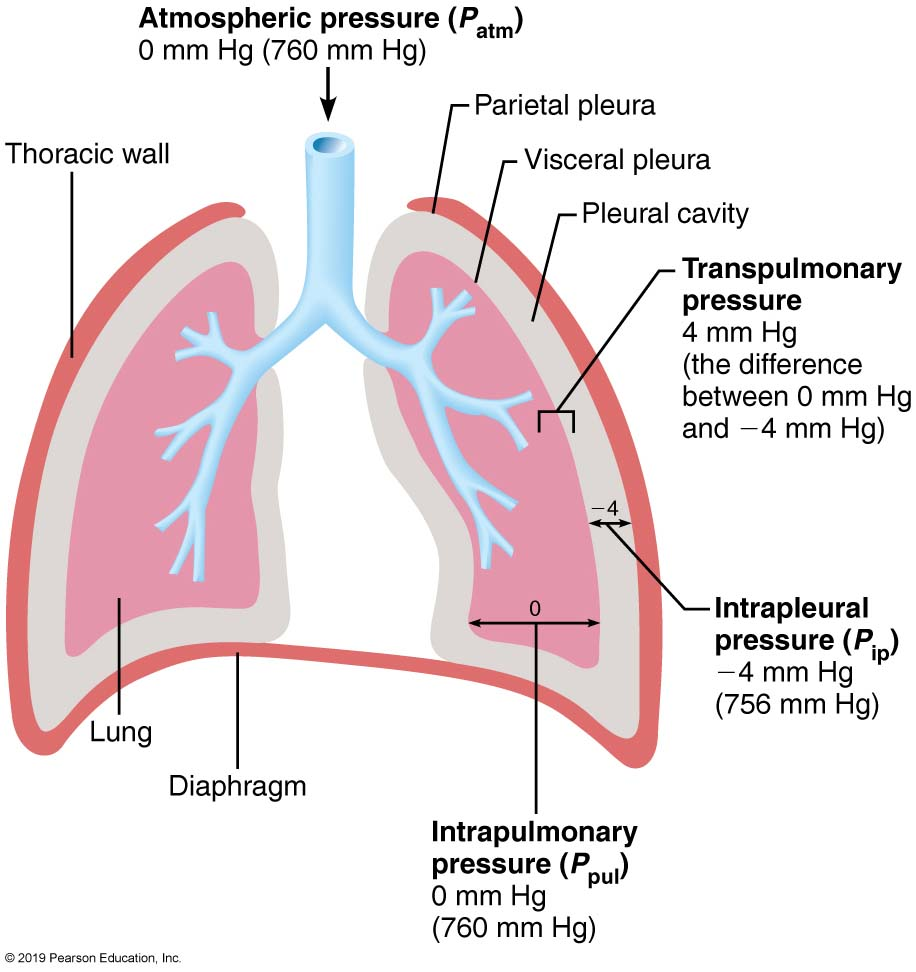 Atmospheric pressure (Patm)
0 mm Hg (760 mm Hg)
Parietal pleura
Thoracic wall
Visceral pleura
Pleural cavity
Transpulmonary
pressure
4 mm Hg
(the difference
between 0 mm Hg
and −4 mm Hg)
−4
Intrapleural
pressure (Pip)
−4 mm Hg
(756 mm Hg)
0
Lung
Diaphragm
Intrapulmonary
pressure (Ppul)
0 mm Hg
(760 mm Hg)
© 2019 Pearson Education, Inc.